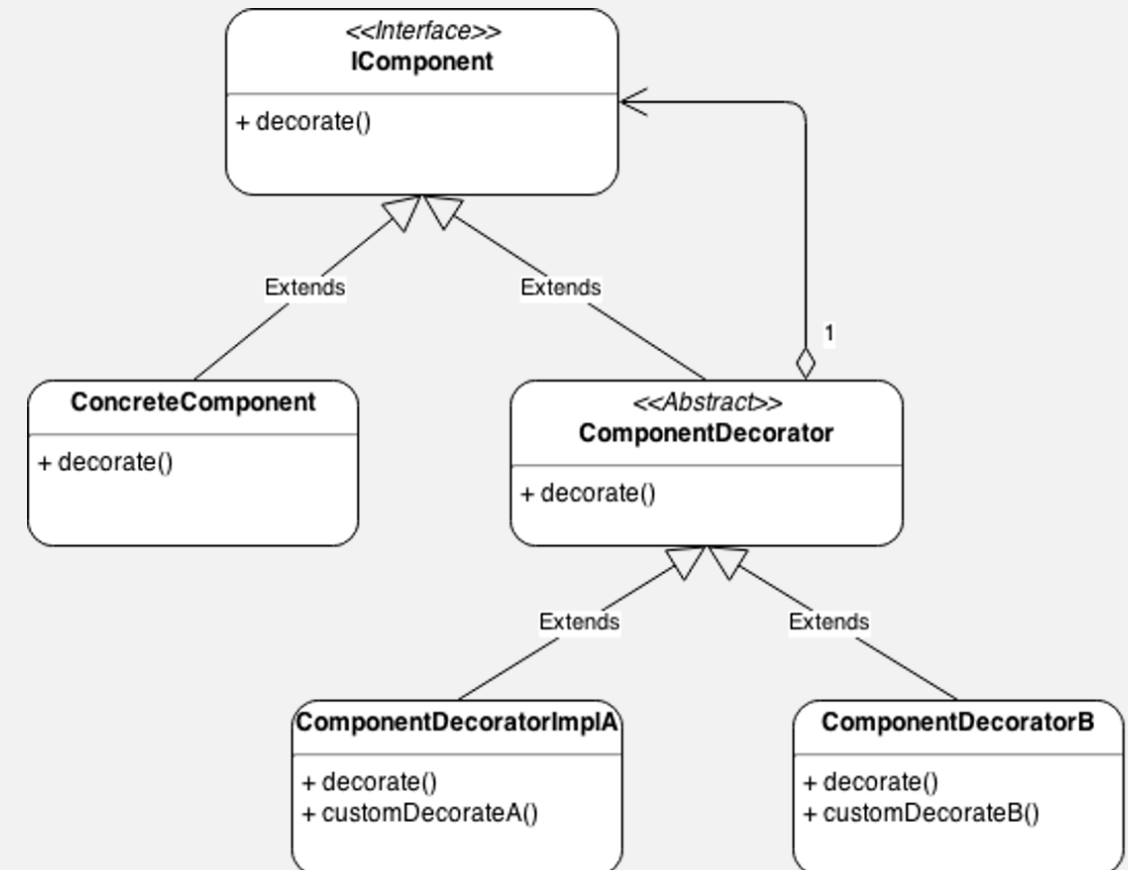 <<Interface>>
IComponent
+ decorate()
Extends
Extends
1
ConcreteComponent
+ decorate()
<<Abstract>>
ComponentDecorator
+ decorate()
Extends
Extends
ComponentDecoratorImplA
+ decorate()
+ customDecorateA()
ComponentDecoratorB
+ decorate()
+ customDecorateB()